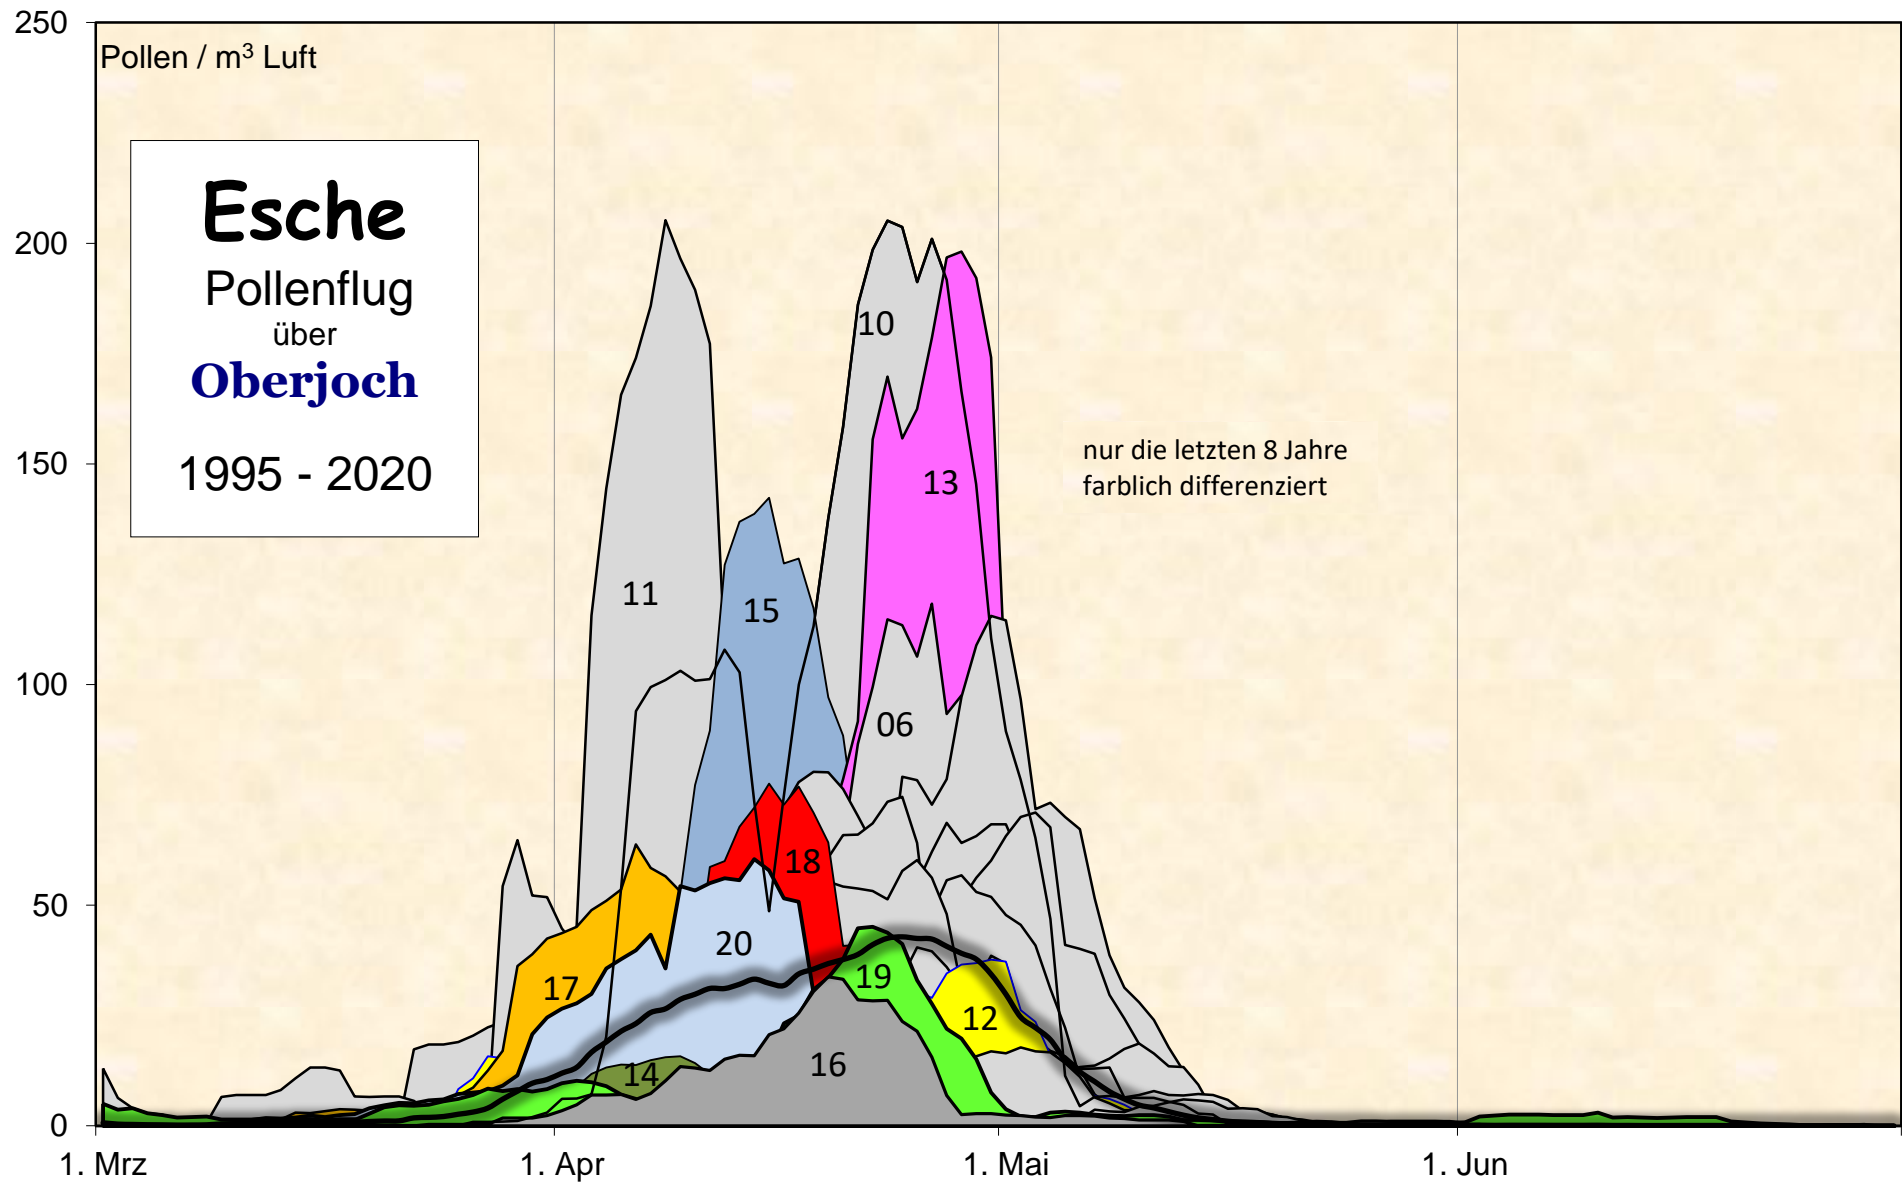 250
Pollen / m³ Luft
Esche
Pollenflug
über
Oberjoch
1995 - 2020
200
150
100
50
0
10
13
nur die letzten 8 Jahre
farblich differenziert
11
15
06
18
20
17
19
12
14
16
1. Mrz
1. Apr
1. Mai
1. Jun